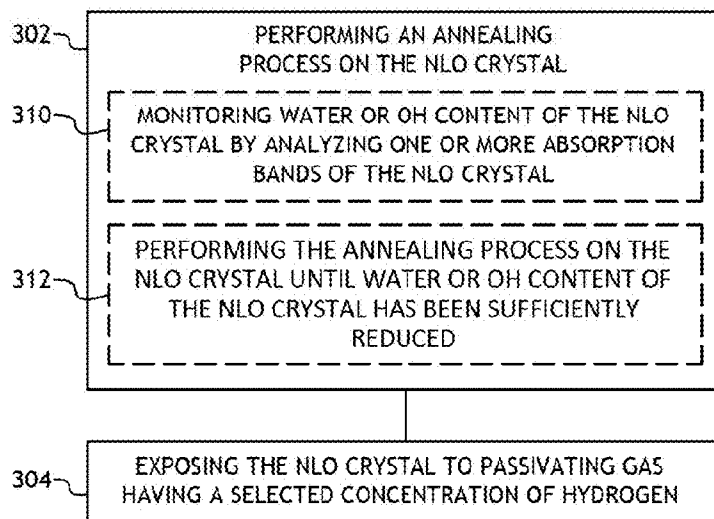 302
PERFORMING AN ANNEALING
PROCESS ON THE NLO CRYSTAL
310
MONITORING WATER OR OH CONTENT OF THE NLO
CRYSTAL BY ANALYZING ONE OR MORE ABSORPTION
BANDS OF THE NLO CRYSTAL
312
PERFORMING THE ANNEALING PROCESS ON THE
NLO CRYSTAL UNTIL WATER OR OH CONTENT OF
THE NLO CRYSTAL HAS BEEN SUFFICIENTLY
REDUCED
304
EXPOSING THE NLO CRYSTAL TO PASSIVATING GAS
HAVING A SELECTED CONCENTRATION OF HYDROGEN